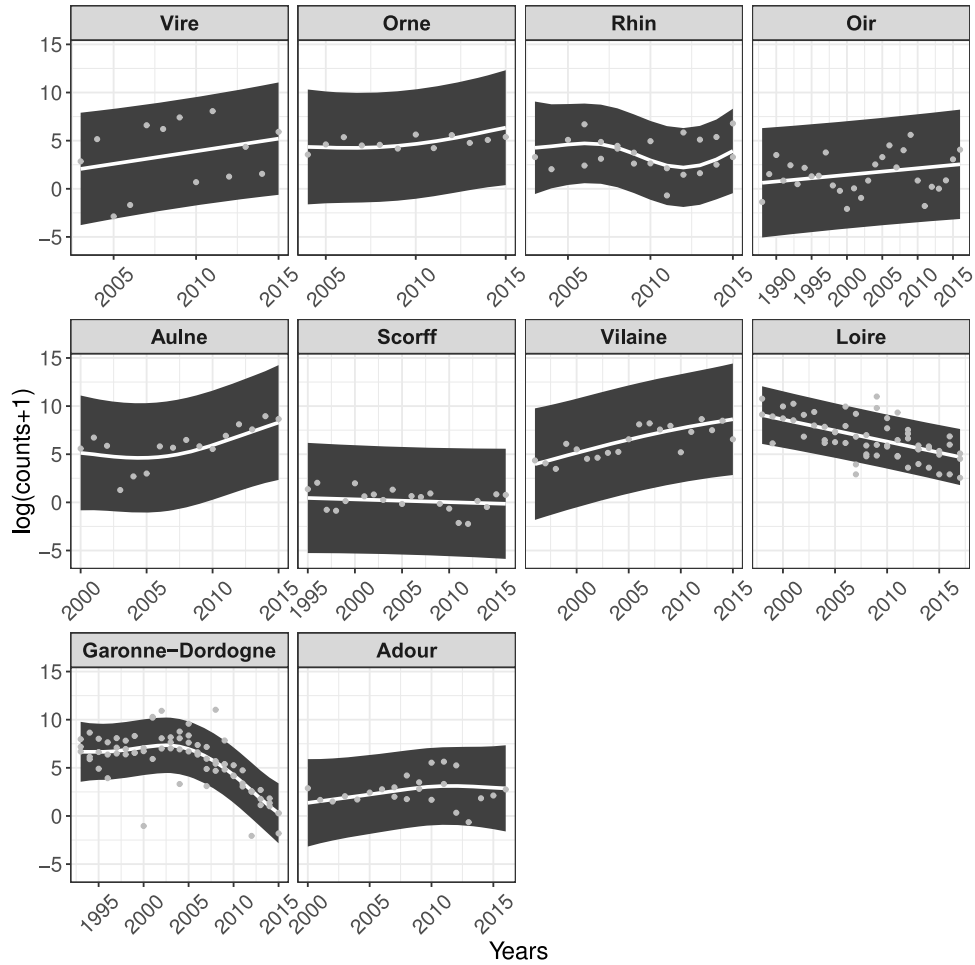 Vire Orne Rhin Oir
15
10
5
0
−5
2005 2010 2015 2005 2010 2015 2005 2010 2015 1990 1995 2000 2005 2010 2015
Aulne Scorff Vilaine Loire
15
10
5
0
−5
2000 2005 2010 2015 1995 2000 2005 2010 2015 2000 2005 2010 2015 2000 2005 2010 2015
log(counts+1)
Garonne−Dordogne Adour
15
10
5
0
−5
1995 2000 2005 2010 2015 2000 2005 2010 2015
Years